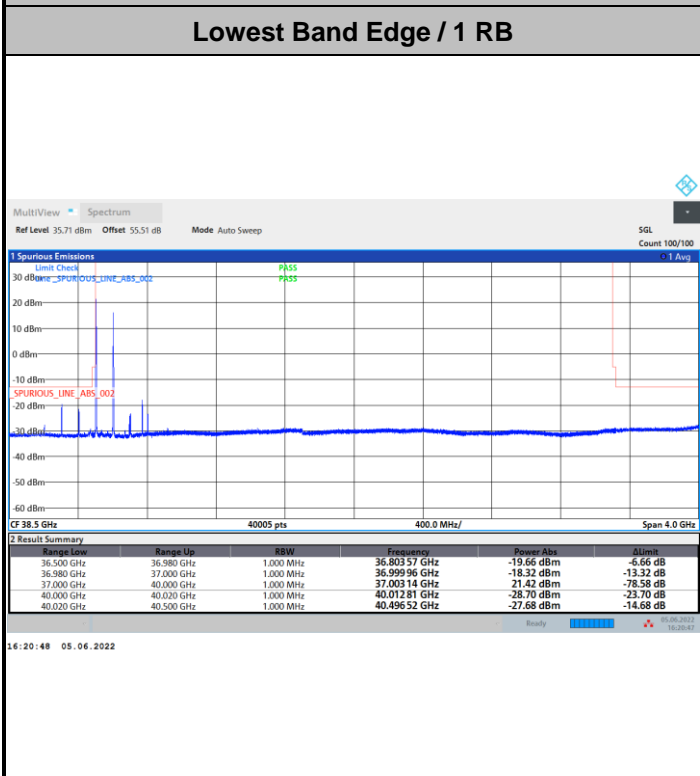 Lowest Band Edge / 1 RB
MultiView Spectrum
Ref Level 35.71 dBm Offset 55.51 dB Mode Auto Sweep SGL
Count 100/100
1 Spurious Emissions 1 Avg
Limit Check PASS
30 dBm Line _SPURIOUS_LINE_ABS_002 PASS
20 dBm
10 dBm
0 dBm
-10 dBm
_SPURIOUS_LINE_ABS_002
-20 dBm
-30 dBm
-40 dBm
-50 dBm
-60 dBm
CF 38.5 GHz 40005 pts 400.0 MHz/ Span 4.0 GHz
2 Result Summary
Range Low Range Up RBW Frequency Power Abs ΔLimit
36.500 GHz 36.980 GHz 1.000 MHz 36.803 57 GHz -19.66 dBm -6.66 dB
36.980 GHz 37.000 GHz 1.000 MHz 36.999 96 GHz -18.32 dBm -13.32 dB
37.000 GHz 40.000 GHz 1.000 MHz 37.003 14 GHz 21.42 dBm -78.58 dB
40.000 GHz 40.020 GHz 1.000 MHz 40.012 81 GHz -28.70 dBm -23.70 dB
40.020 GHz 40.500 GHz 1.000 MHz 40.496 52 GHz -27.68 dBm -14.68 dB
Ready 05.06.2022
16:20:47
16:20:48 05.06.2022